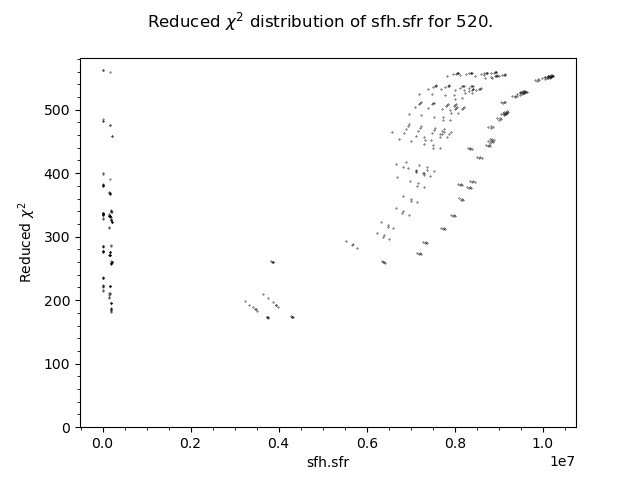 Reduced χ² distribution of sfh.sfr for 520.
Reduced χ²
500
400
300
200
100
0
0.0 0.2 0.4 0.6 0.8 1.0
1e7
sfh.sfr